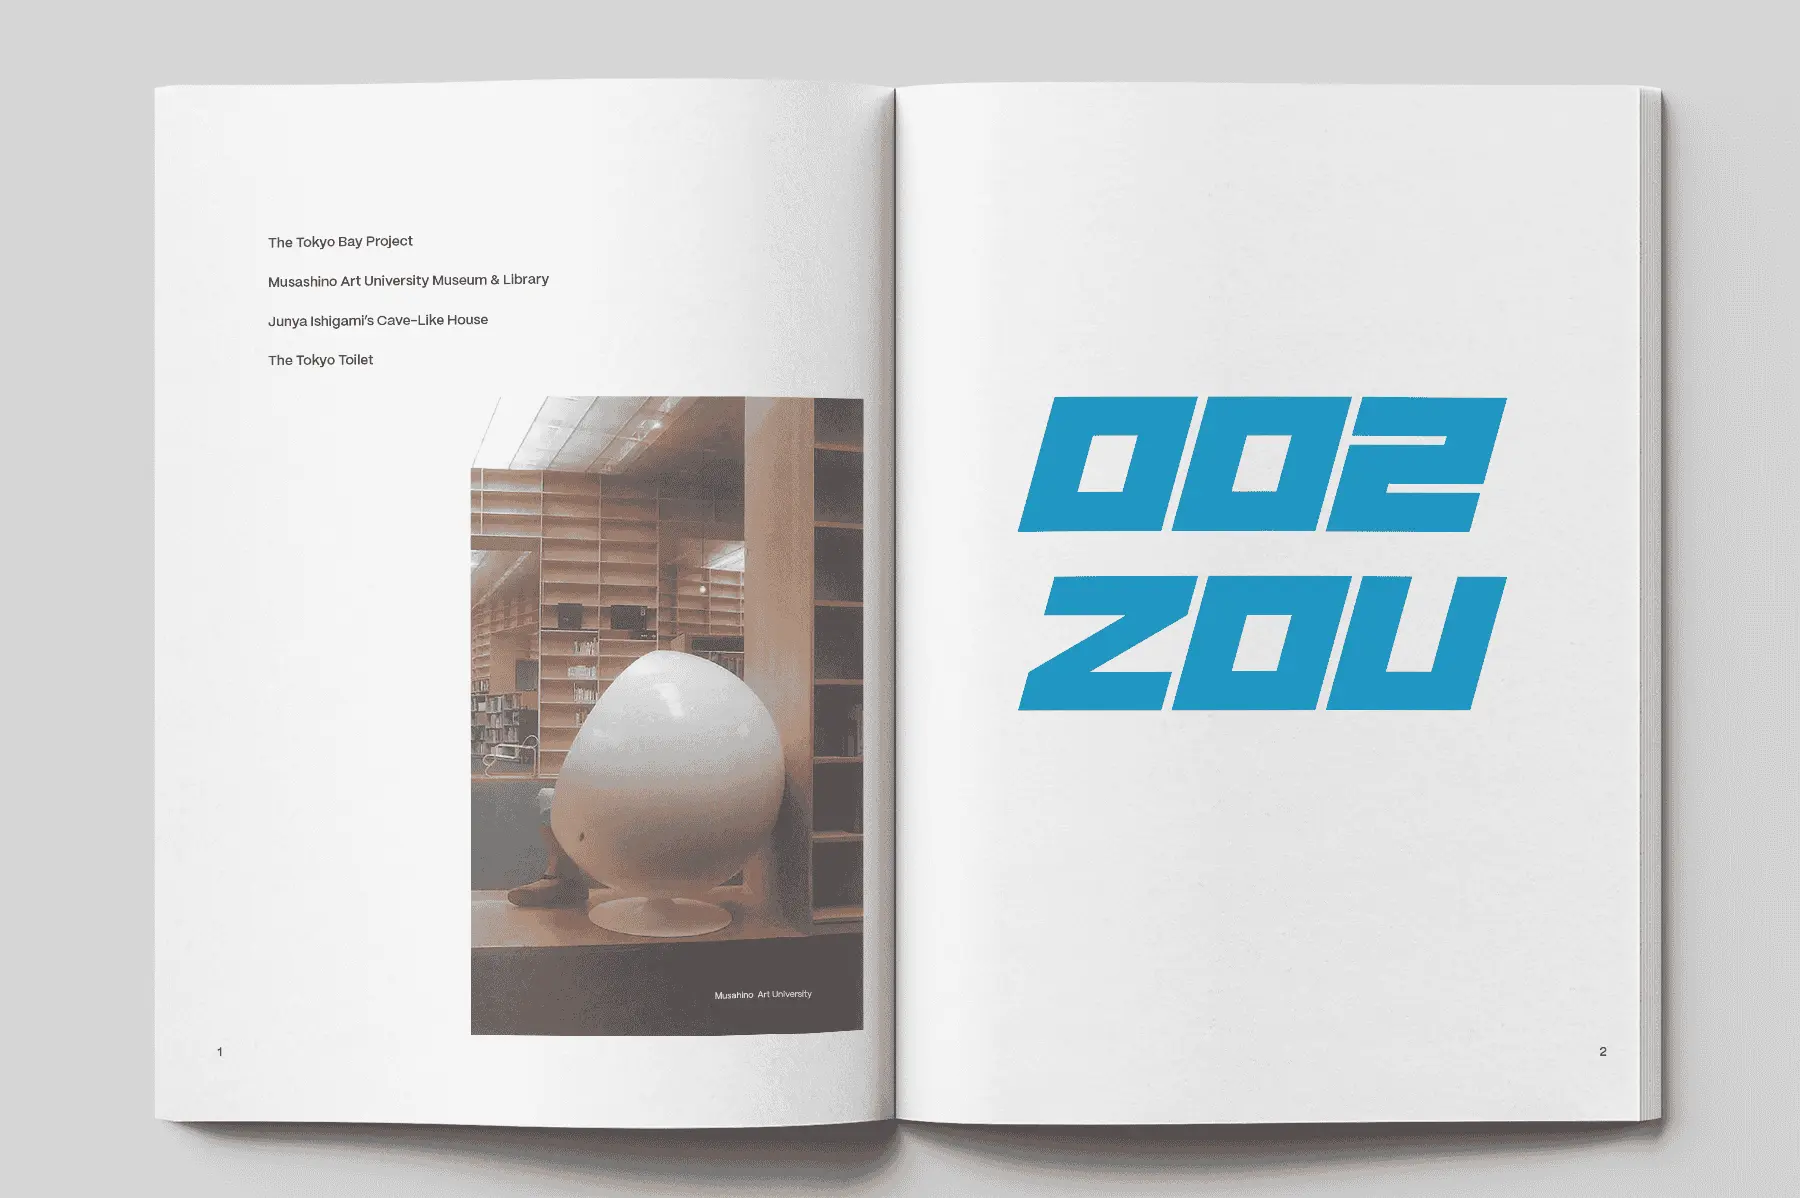 The Tokyo Bay Project
Musashino Art University Museum & Library
Junya Ishigami's Cave-Like House
The Tokyo Toilet
Musahino Art University
1
002
ZOU
2